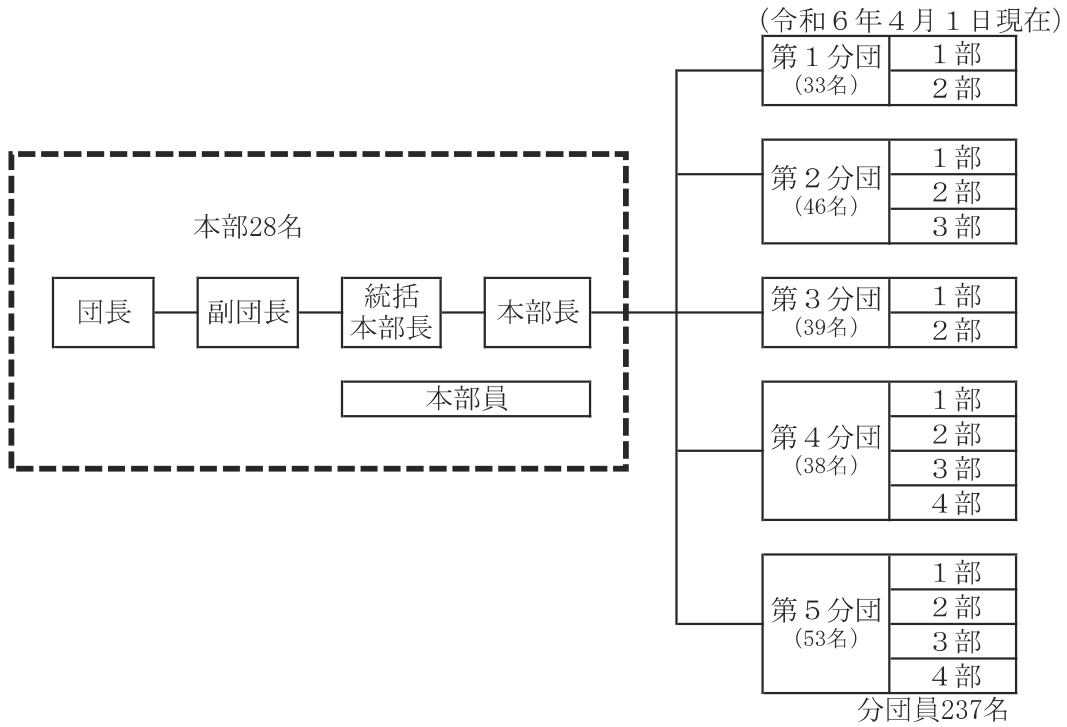 (令和６年４月１日現在)
本部28名
団長
副団長
統括
本部長
本部長
本部員
第１分団
(33名)
１部
２部
第２分団
(46名)
１部
２部
３部
第３分団
(39名)
１部
２部
第４分団
(38名)
１部
２部
３部
４部
第５分団
(53名)
１部
２部
３部
４部
分団員237名